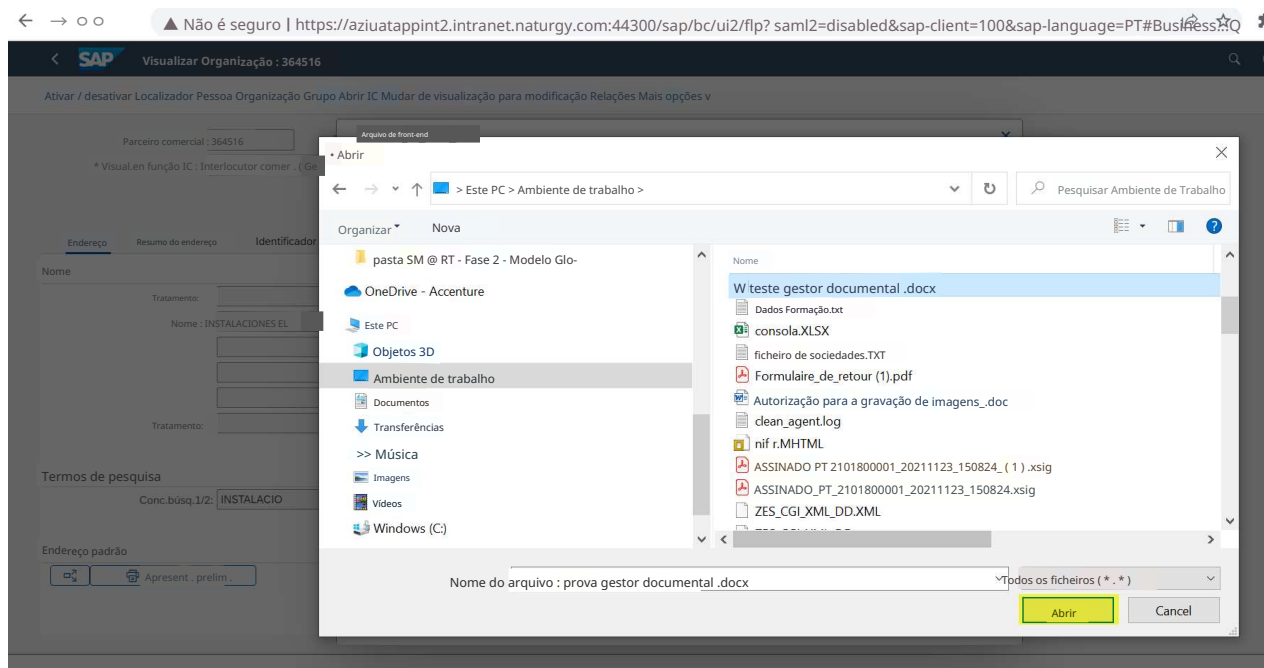 ▲ Não é seguro | https://aziuatappint2.intranet.naturgy.com:44300/sap/bc/ui2/flp? saml2=disabled&sap-client=100&sap-language=PT#Business...Q
SAP Visualizar Organização : 364516
Ativar / desativar Localizador Pessoa Organização Grupo Abrir IC Mudar de visualização para modificação Relações Mais opções v
Arquivo de front-end
Parceiro comercial : 364516
* Visual.en função IC : Interlocutor comer . ( Ge
• Abrir
> Este PC > Ambiente de trabalho >
Pesquisar Ambiente de Trabalho
Organizar Nova
Endereço Resumo do endereço Identificador
Nome
Tratamento:
Nome : INSTALACIONES EL
Tratamento:
Termos de pesquisa
Conc.búsq.1/2: INSTALACIO
Endereço padrão
Apresent . prelim .
pasta SM @ RT - Fase 2 - Modelo Glo-
OneDrive - Accenture
Este PC
Objetos 3D
Ambiente de trabalho
Documentos
Transferências
>> Música
Imagens
Vídeos
Windows (C:)
Nome
W teste gestor documental .docx
Dados Formação.txt
consola.XLSX
ficheiro de sociedades.TXT
Formulaire_de_retour (1).pdf
Autorização para a gravação de imagens_.doc
clean_agent.log
nif r.MHTML
ASSINADO PT 2101800001_20211123_150824_ ( 1 ) .xsig
ASSINADO_PT_2101800001_20211123_150824.xsig
ZES_CGI_XML_DD.XML
Nome do arquivo : prova gestor documental .docx
Todos os ficheiros ( * . * )
Abrir Cancel